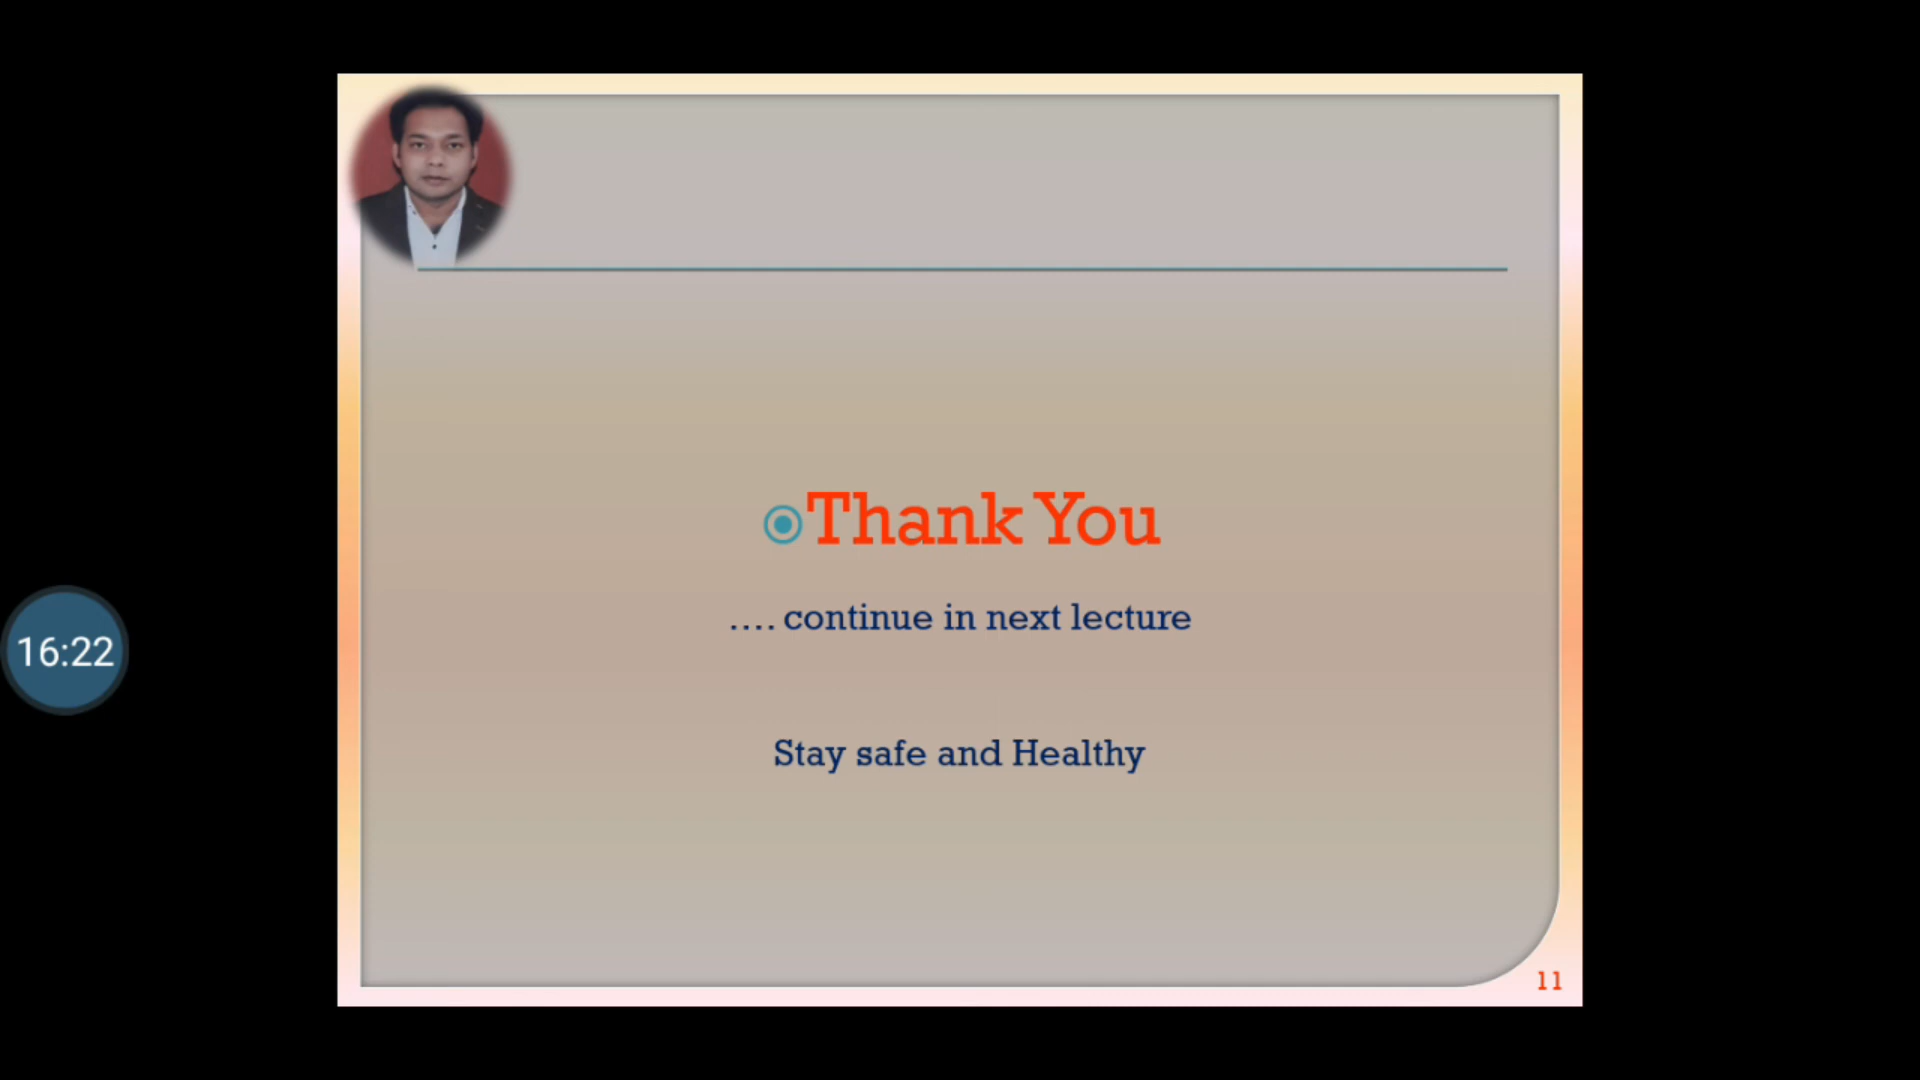 Thank You
.... continue in next lecture
16:22
Stay safe and Healthy
11